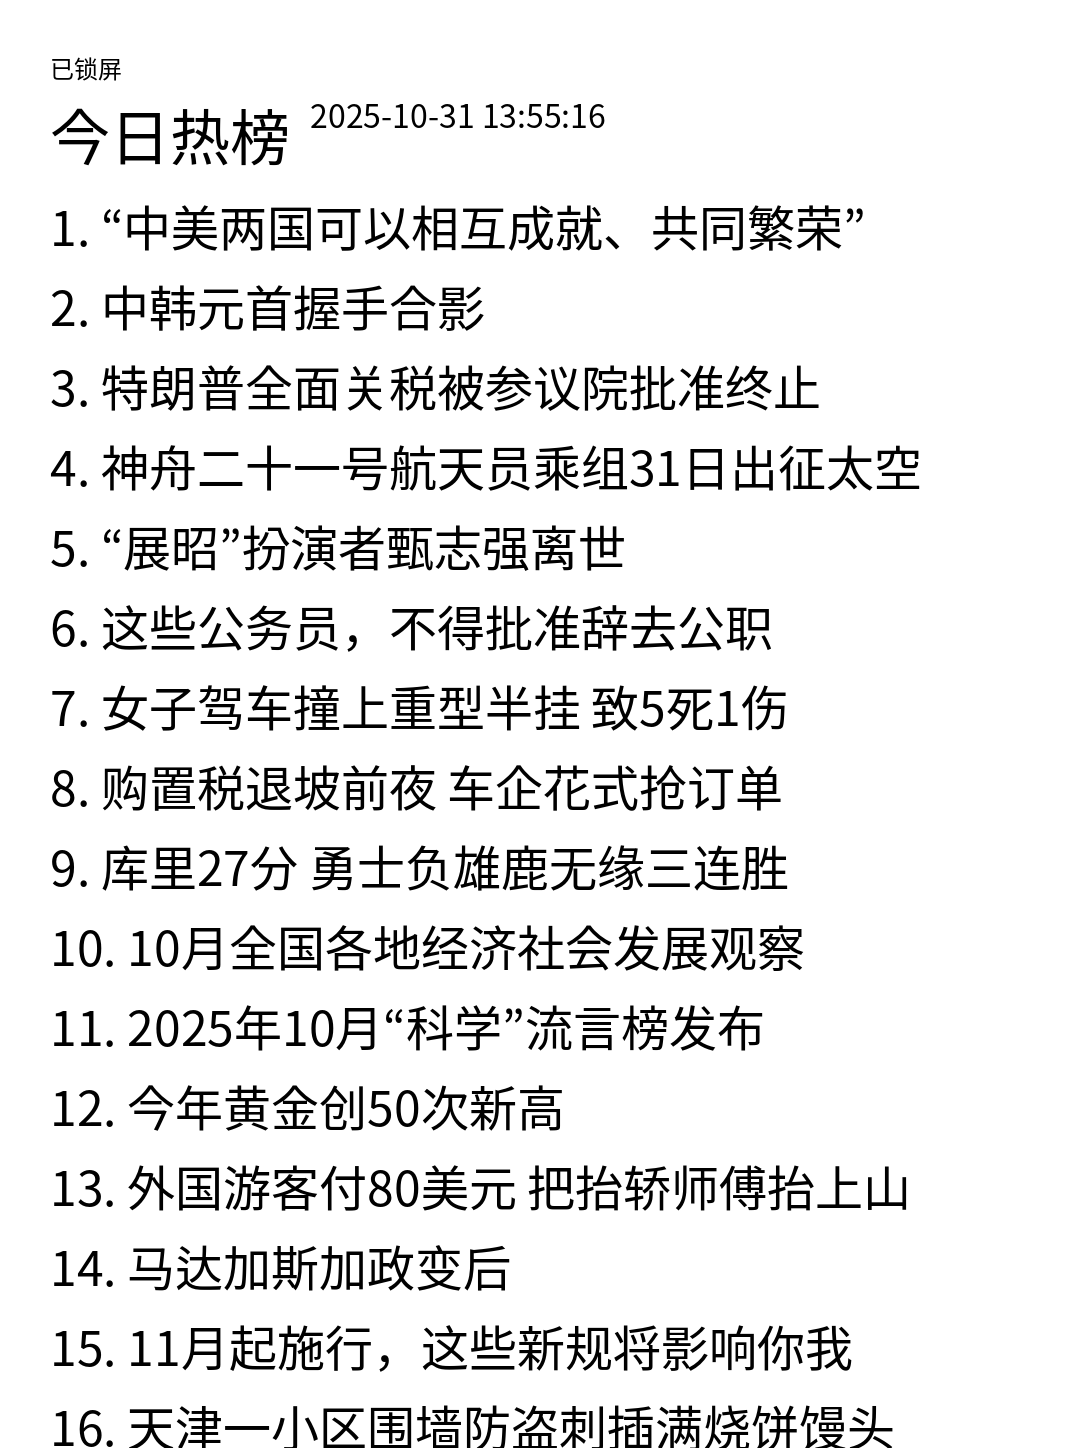 已锁屏
今日热榜 2025-10-31 13:55:16
1. “中美两国可以相互成就、共同繁荣”
2. 中韩元首握手合影
3. 特朗普全面关税被参议院批准终止
4. 神舟二十一号航天员乘组31日出征太空
5. “展昭”扮演者甄志强离世
6. 这些公务员，不得批准辞去公职
7. 女子驾车撞上重型半挂 致5死1伤
8. 购置税退坡前夜 车企花式抢订单
9. 库里27分 勇士负雄鹿无缘三连胜
10. 10月全国各地经济社会发展观察
11. 2025年10月“科学”流言榜发布
12. 今年黄金创50次新高
13. 外国游客付80美元 把抬轿师傅抬上山
14. 马达加斯加政变后
15. 11月起施行，这些新规将影响你我
16. 天津一小区围墙防盗刺插满烧饼馒头